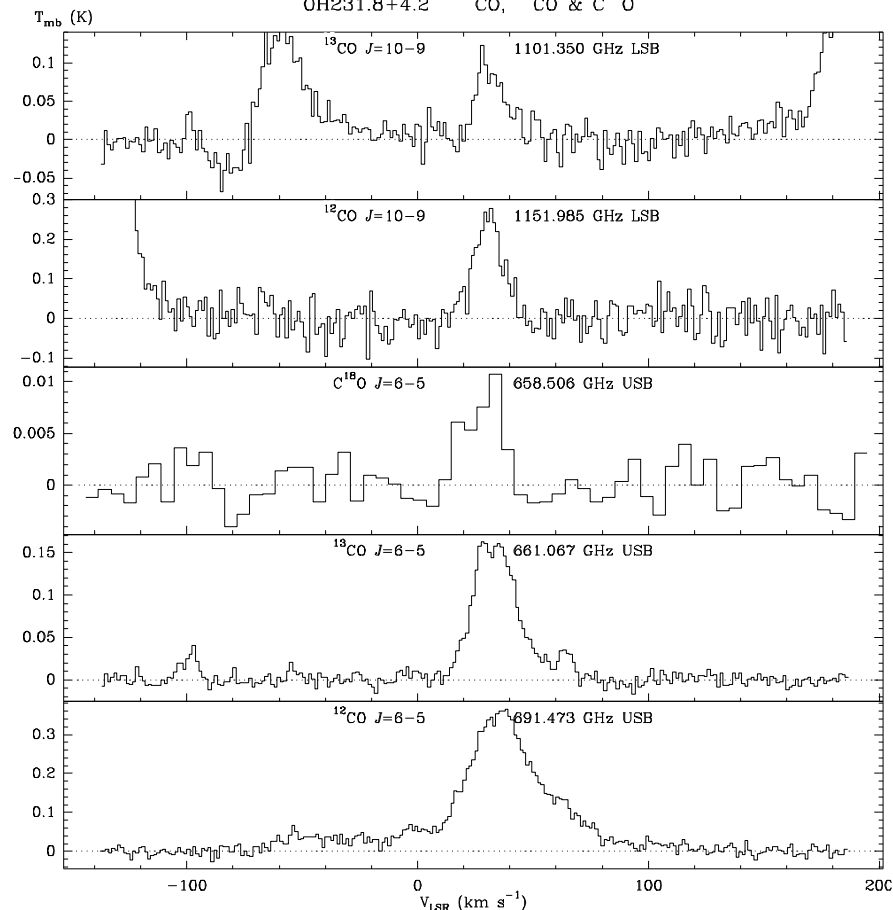 OH231.8+4.2 CO, CO & C O
T_mb (K)
¹³CO J=10−9 1101.350 GHz LSB
0.1
0.05
0
−0.05
¹²CO J=10−9 1151.985 GHz LSB
0.3
0.2
0.1
0
−0.1
C¹⁸O J=6−5 658.506 GHz USB
0.01
0.005
0
¹³CO J=6−5 661.067 GHz USB
0.15
0.1
0.05
0
¹²CO J=6−5 691.473 GHz USB
0.3
0.2
0.1
0
−100 0 100 200
V_LSR (km s⁻¹)